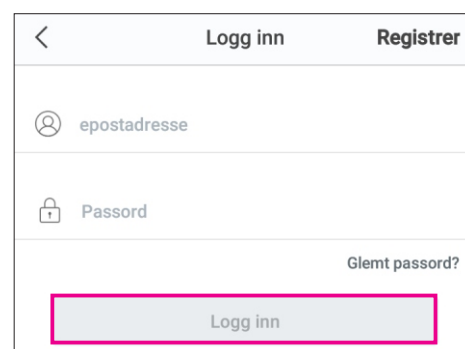 Logg inn Registrer
epostadresse
Passord
Glemt passord?
Logg inn